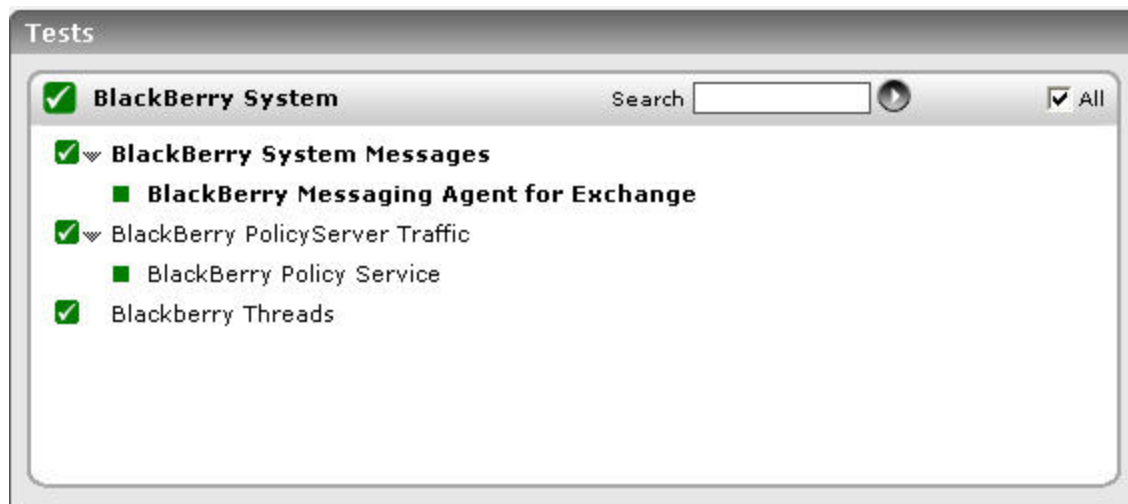 Tests
BlackBerry System Search All
BlackBerry System Messages
BlackBerry Messaging Agent for Exchange
BlackBerry PolicyServer Traffic
BlackBerry Policy Service
Blackberry Threads